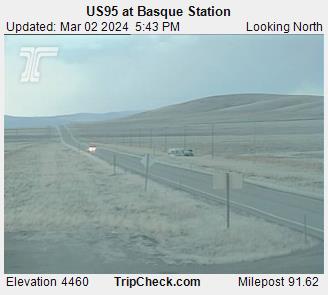 US95 at Basque Station
Updated: Mar 02 2024 5:43 PM Looking North
Elevation 4460 TripCheck.com Milepost 91.62